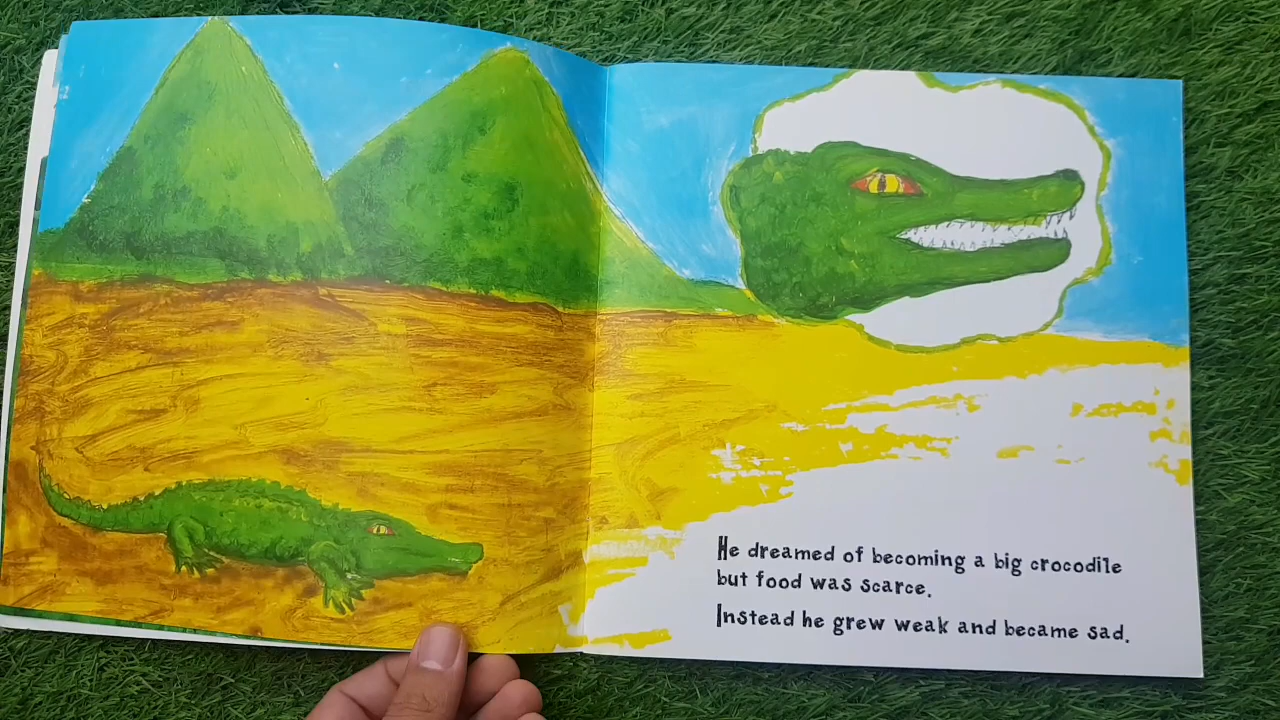 He dreamed of becoming a big crocodile
but food was scarce.
Instead he grew weak and became sad.